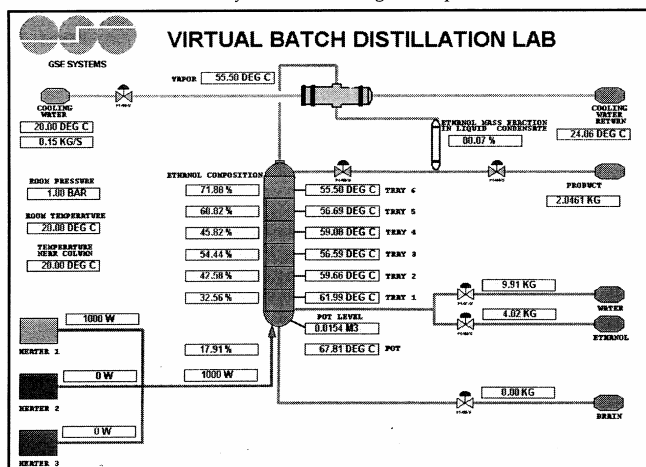 GSE SYSTEMS
VIRTUAL BATCH DISTILLATION LAB
VAPOR 55.50 DEG C
COOLING
WATER
20.00 DEG C
0.15 KG/S
ETHANOL MASS FRACTION
IN LIQUID CONDENSATE
00.07 %
COOLING
WATER
RETURN
24.06 DEG C
ROOM PRESSURE
1.00 BAR
ROOM TEMPERATURE
20.00 DEG C
TEMPERATURE
NEAR COLUMN
20.00 DEG C
ETHANOL COMPOSITION
71.88 % 55.50 DEG C TRAY 6
60.02 % 56.69 DEG C TRAY 5
45.82 % 59.08 DEG C TRAY 4
54.44 % 56.59 DEG C TRAY 3
42.58 % 59.66 DEG C TRAY 2
32.56 % 61.99 DEG C TRAY 1
PRODUCT
2.0461 KG
9.91 KG
WATER
4.02 KG
ETHANOL
POT LEVEL
0.0154 M3
17.91 % 67.81 DEG C POT
1000 W
HEATER 1
1000 W
0 W
HEATER 2
0 W
HEATER 3
0.00 KG
DRAIN